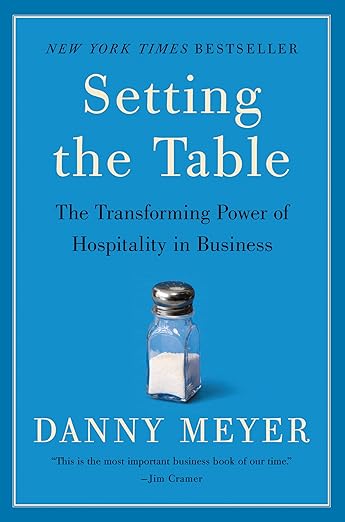 NEW YORK TIMES BESTSELLER
Setting
the Table
The Transforming Power of
Hospitality in Business
DANNY MEYER
“This is the most important business book of our time.”
—Jim Cramer